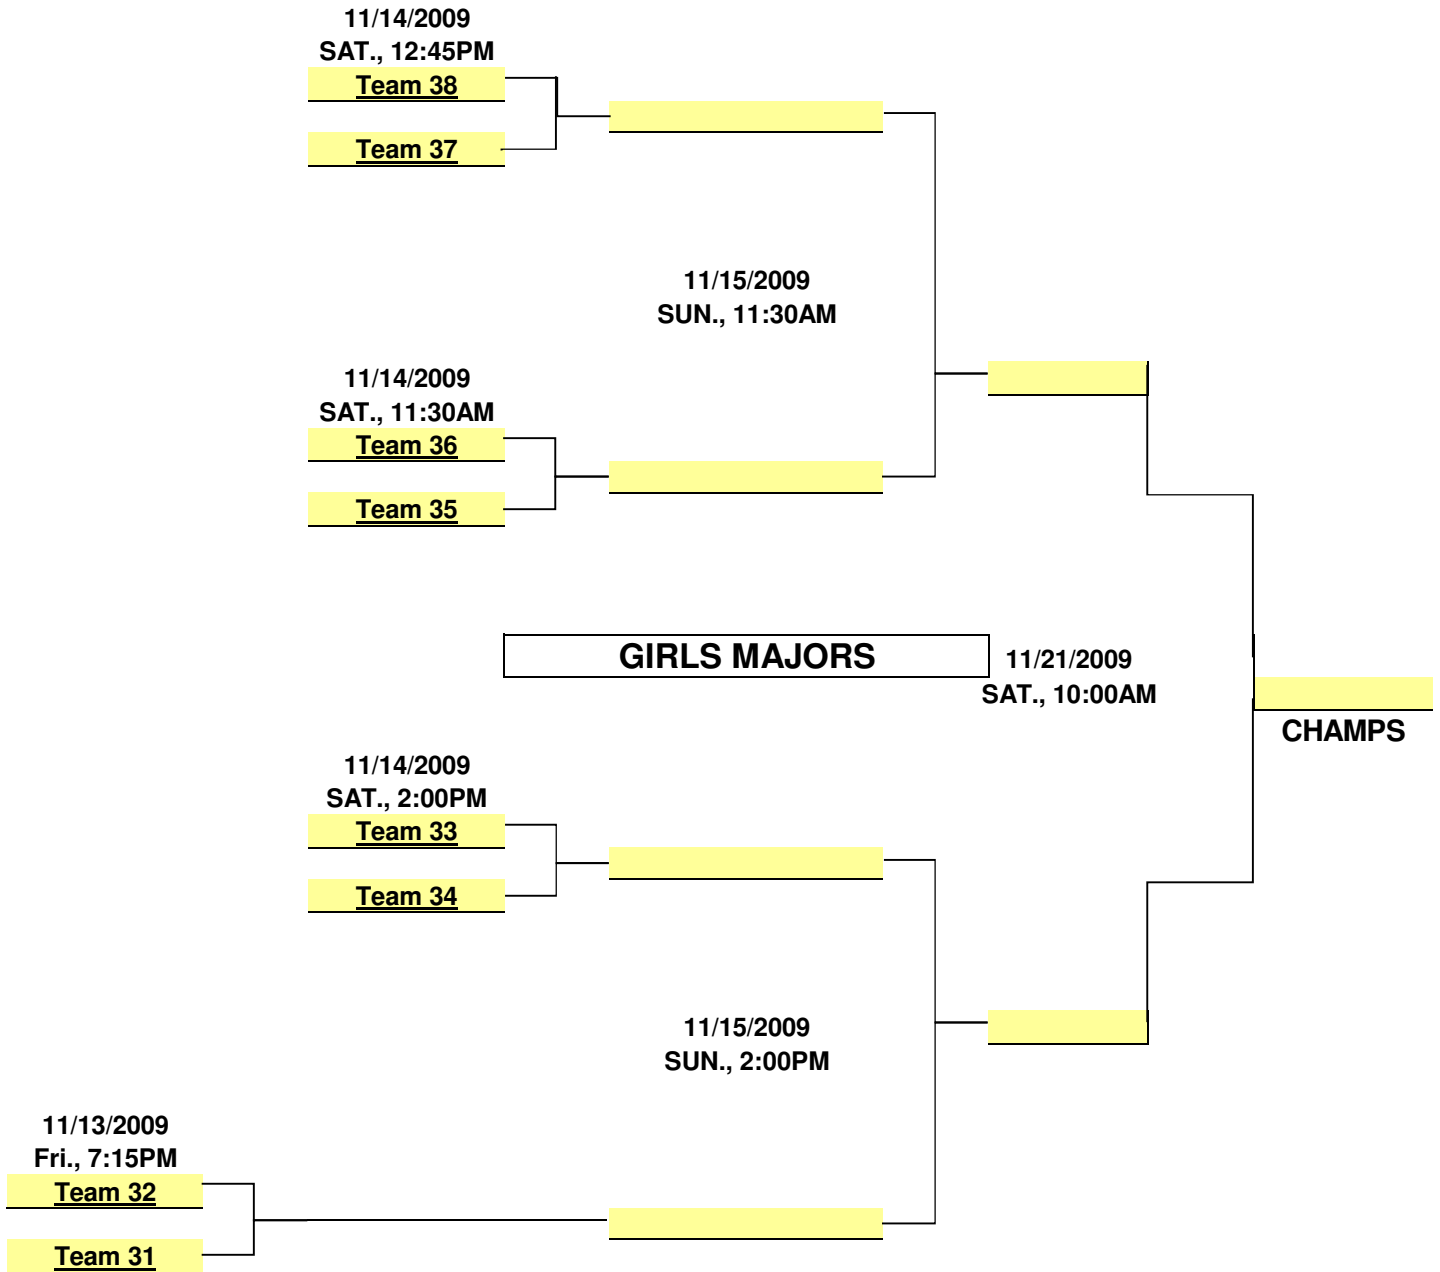 11/14/2009
SAT., 12:45PM
Team 38
Team 37
11/15/2009
SUN., 11:30AM
11/14/2009
SAT., 11:30AM
Team 36
Team 35
GIRLS MAJORS
11/21/2009
SAT., 10:00AM
CHAMPS
11/14/2009
SAT., 2:00PM
Team 33
Team 34
11/15/2009
SUN., 2:00PM
11/13/2009
Fri., 7:15PM
Team 32
Team 31